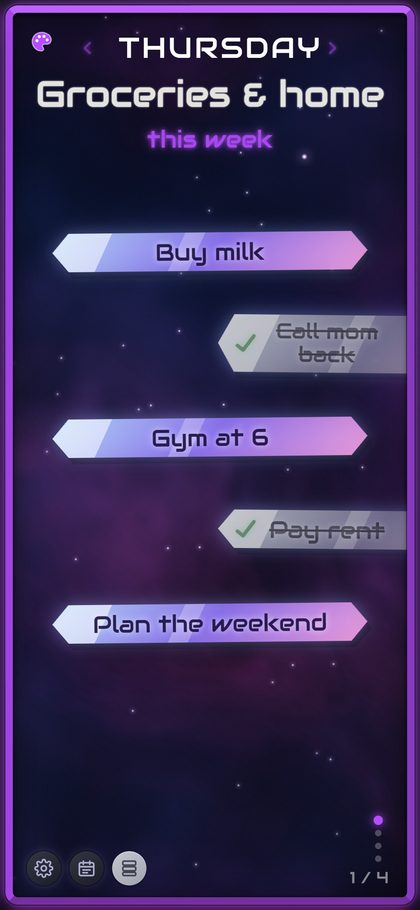 THURSDAY
Groceries & home
this week
Buy milk
Call mom
back
Gym at 6
Pay rent
Plan the weekend
1 / 4